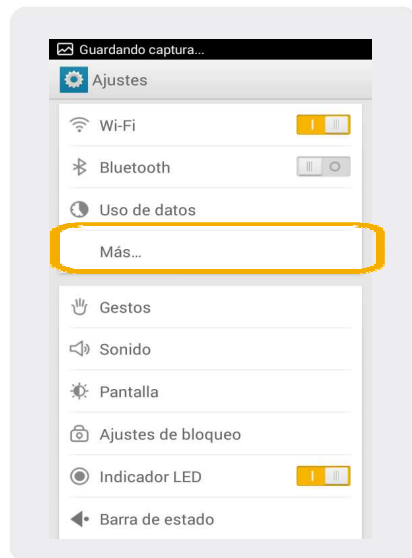 Guardando captura...
Ajustes
Wi-Fi
Bluetooth
Uso de datos
Más...
Gestos
Sonido
Pantalla
Ajustes de bloqueo
Indicador LED
Barra de estado